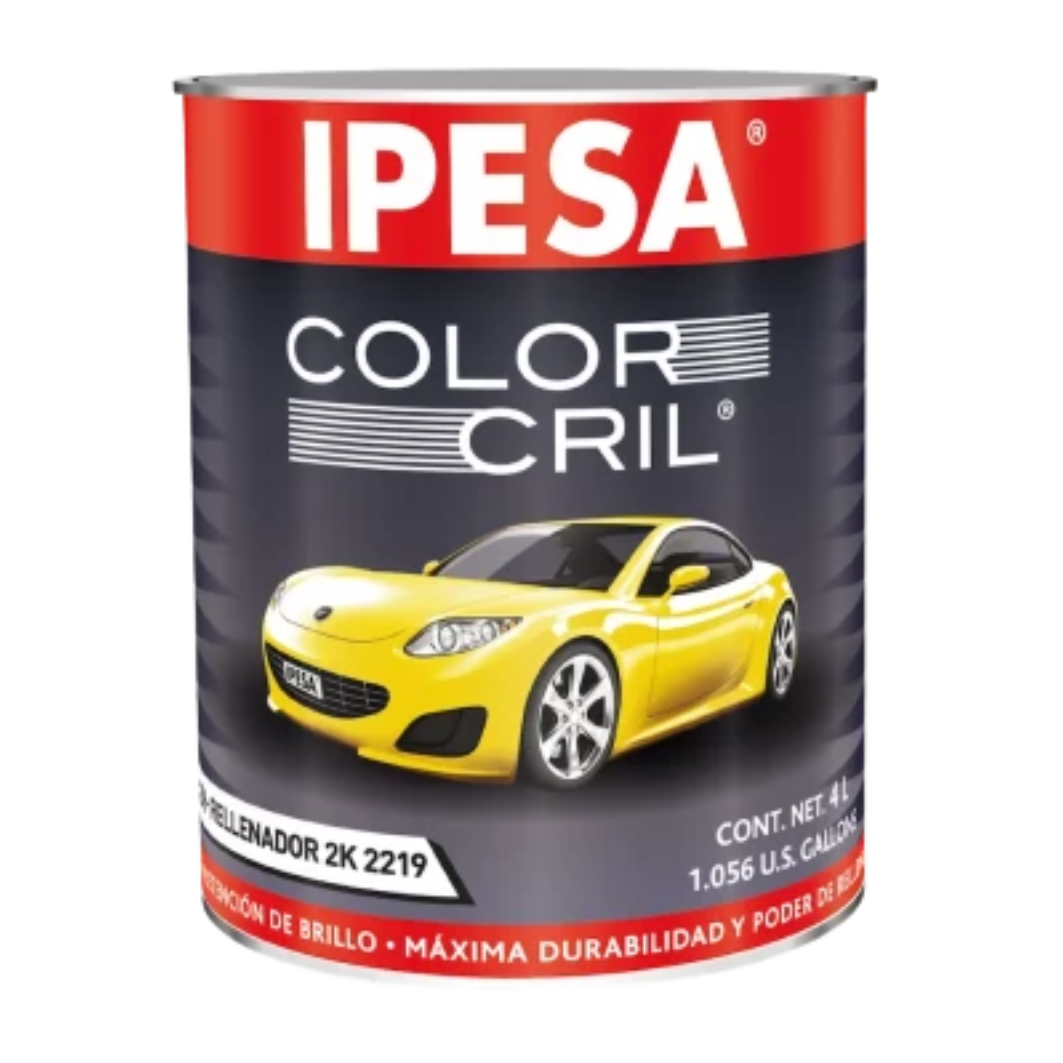 IPESA®
COLOR
CRIL®
IPESA
RELLENADOR 2K 2219
CONT. NET. 4 L
1.056 U.S. GALLONS
DE BRILLO • MÁXIMA DURABILIDAD Y PODER DE